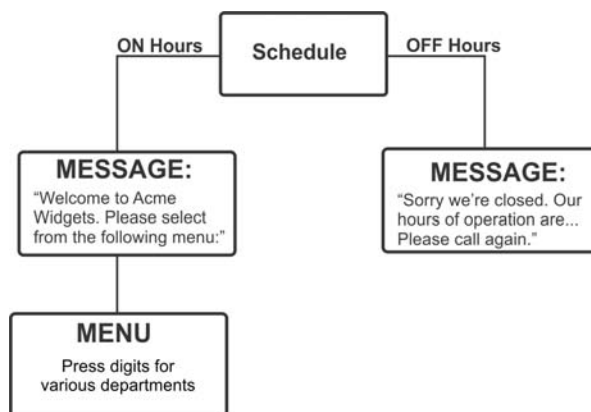 ON Hours
Schedule
OFF Hours
MESSAGE:
“Welcome to Acme
Widgets. Please select
from the following menu:”
MESSAGE:
“Sorry we’re closed. Our
hours of operation are...
Please call again.”
MENU
Press digits for
various departments